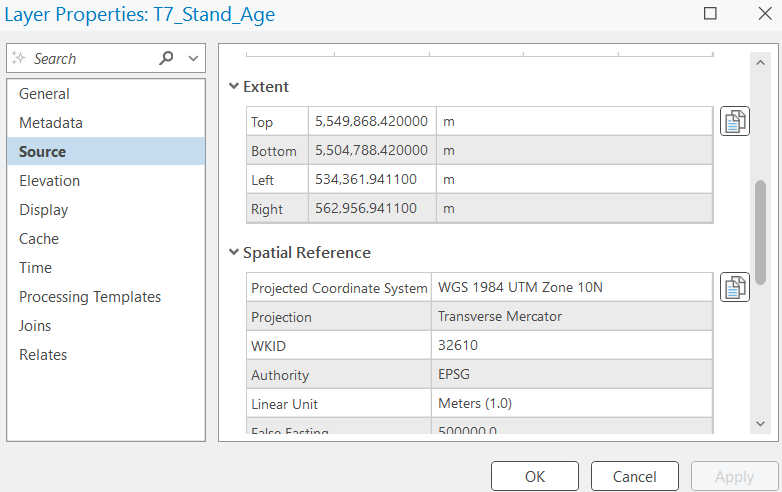 Layer Properties: T7_Stand_Age
Search
General
Metadata
Source
Elevation
Display
Cache
Time
Processing Templates
Joins
Relates
Extent
Top 5,549,868.420000 m
Bottom 5,504,788.420000 m
Left 534,361.941100 m
Right 562,956.941100 m
Spatial Reference
Projected Coordinate System WGS 1984 UTM Zone 10N
Projection Transverse Mercator
WKID 32610
Authority EPSG
Linear Unit Meters (1.0)
False Easting 500000.0
OK Cancel Apply